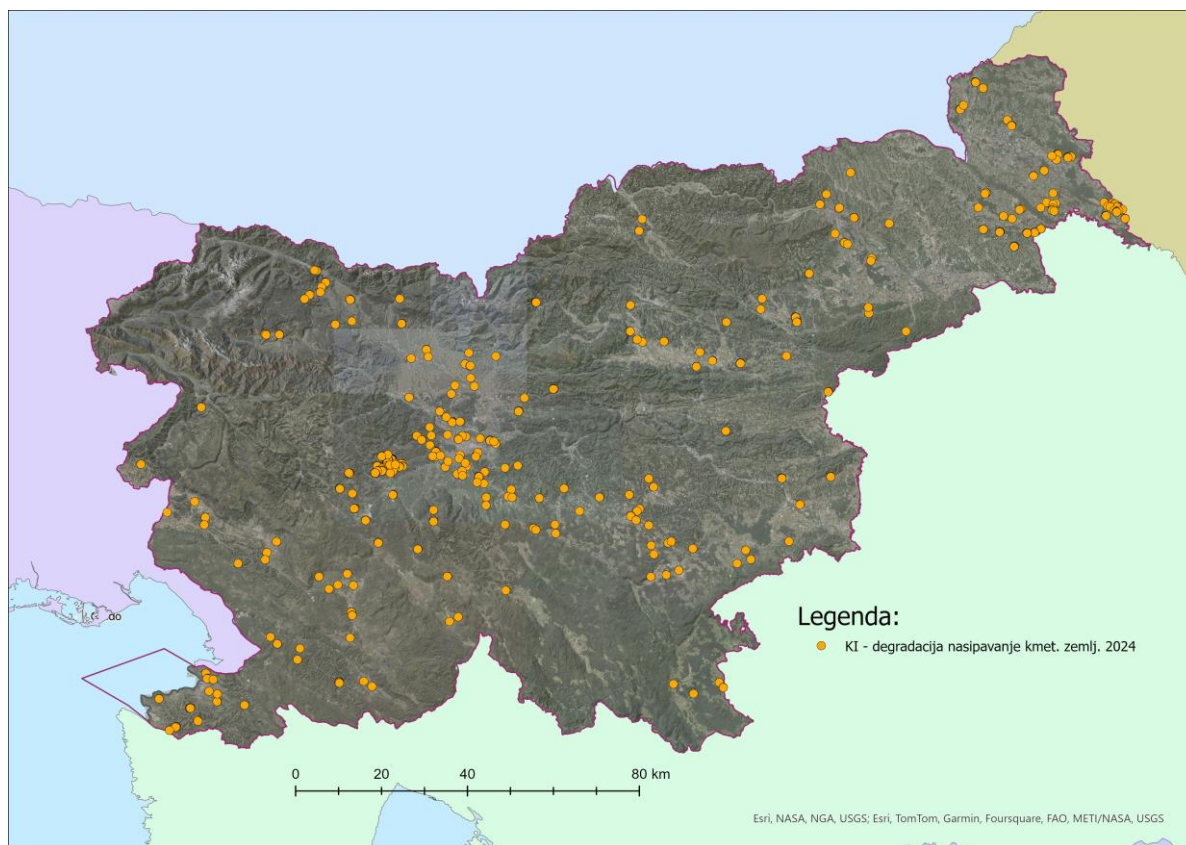 Legenda:
KI - degradacija nasipavanje kmet. zemlj. 2024
0 20 40 80 km
Esri, NASA, NGA, USGS; Esri, TomTom, Garmin, Foursquare, FAO, METI/NASA, USGS